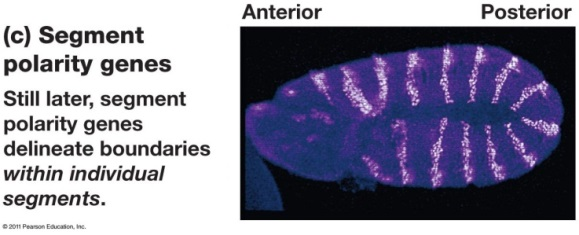 Anterior Posterior
(c) Segment
polarity genes
Still later, segment
polarity genes
delineate boundaries
within individual
segments.
© 2011 Pearson Education, Inc.